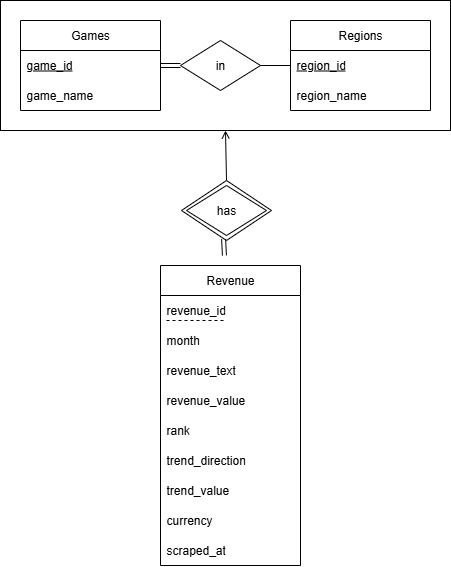 Games
game_id
game_name
in
Regions
region_id
region_name
has
Revenue
revenue_id
month
revenue_text
revenue_value
rank
trend_direction
trend_value
currency
scraped_at